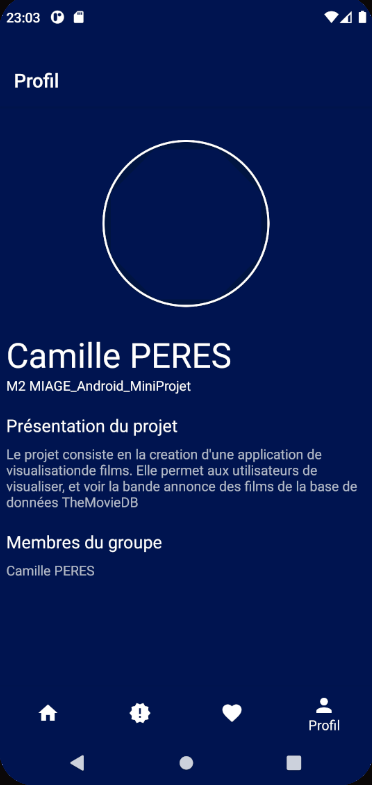 23:03
Profil
Camille PERES
M2 MIAGE_Android_MiniProjet
Présentation du projet
Le projet consiste en la creation d'une application de
visualisationde films. Elle permet aux utilisateurs de
visualiser, et voir la bande annonce des films de la base de
données TheMovieDB
Membres du groupe
Camille PERES
Profil